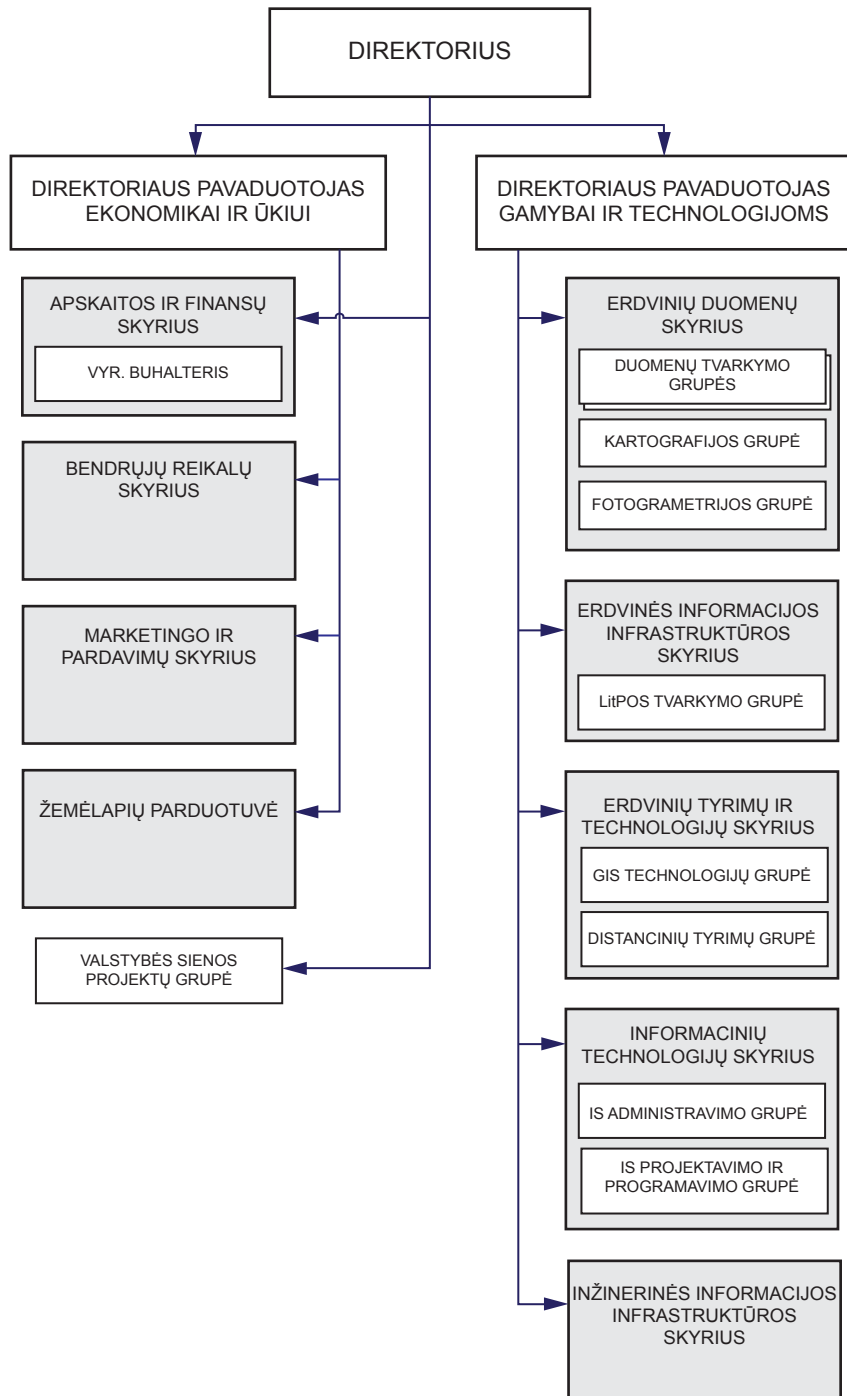 DIREKTORIUS
DIREKTORIAUS PAVADUOTOJAS
EKONOMIKAI IR ŪKIUI
APSKAITOS IR FINANSŲ
SKYRIUS
VYR. BUHALTERIS
BENDRŲJŲ REIKALŲ
SKYRIUS
MARKETINGO IR
PARDAVIMŲ SKYRIUS
ŽEMĖLAPIŲ PARDUOTUVĖ
VALSTYBĖS SIENOS
PROJEKTŲ GRUPĖ
DIREKTORIAUS PAVADUOTOJAS
GAMYBAI IR TECHNOLOGIJOMS
ERDVINIŲ DUOMENŲ
SKYRIUS
DUOMENŲ TVARKYMO
GRUPĖS
KARTOGRAFIJOS GRUPĖ
FOTOGRAMETRIJOS GRUPĖ
ERDVINĖS INFORMACIJOS
INFRASTRUKTŪROS
SKYRIUS
LitPOS TVARKYMO GRUPĖ
ERDVINIŲ TYRIMŲ IR
TECHNOLOGIJŲ SKYRIUS
GIS TECHNOLOGIJŲ GRUPĖ
DISTANCINIŲ TYRIMŲ GRUPĖ
INFORMACINIŲ
TECHNOLOGIJŲ SKYRIUS
IS ADMINISTRAVIMO GRUPĖ
IS PROJEKTAVIMO IR
PROGRAMAVIMO GRUPĖ
INŽINERINĖS INFORMACIJOS
INFRASTRUKTŪROS
SKYRIUS